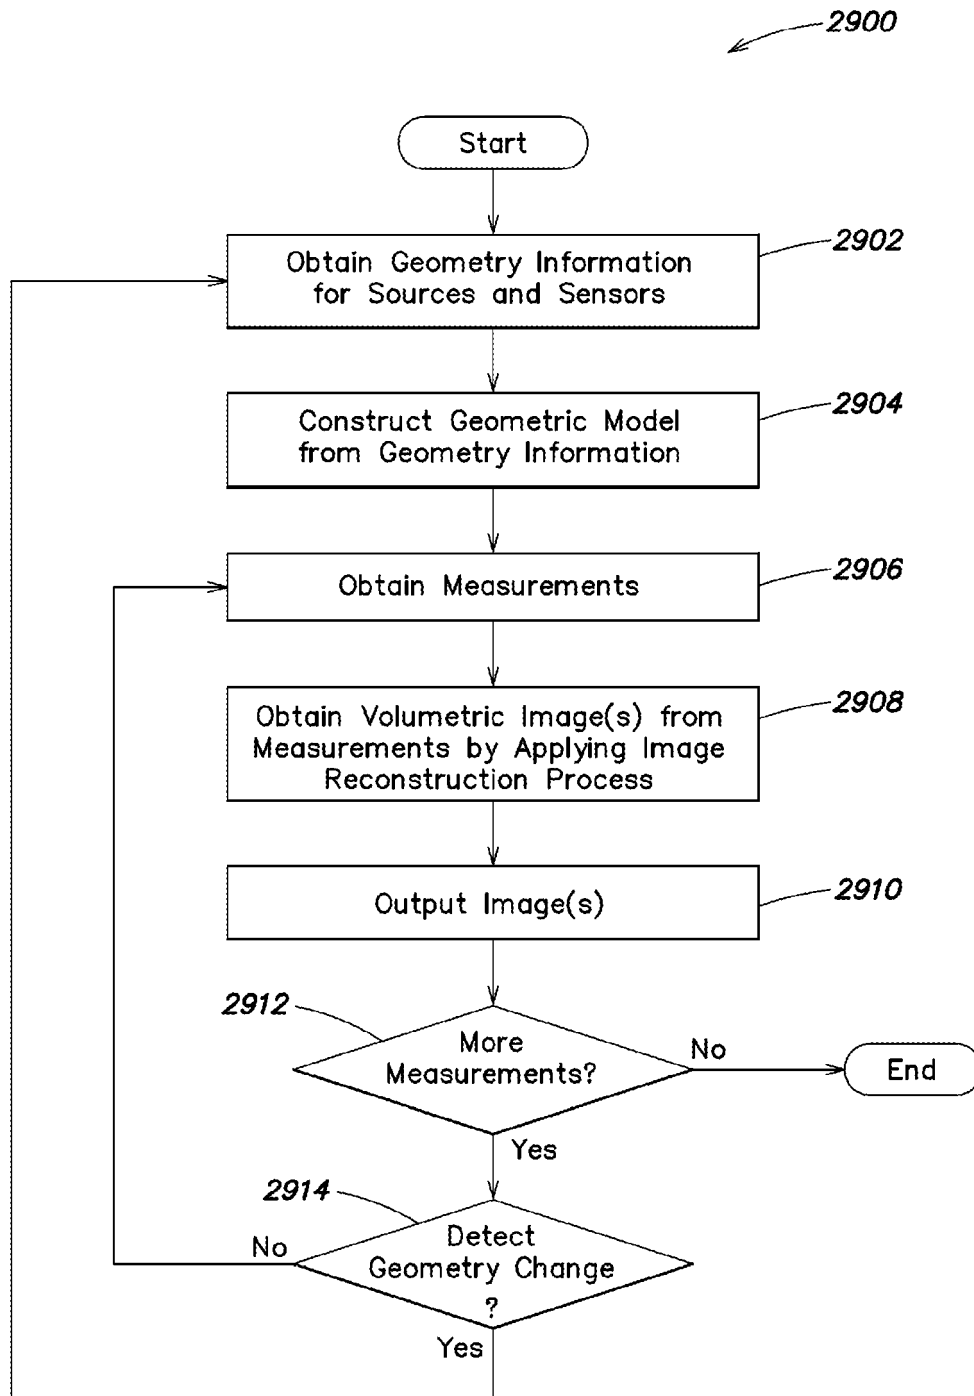 2900
Start
2902
Obtain Geometry Information
for Sources and Sensors
2904
Construct Geometric Model
from Geometry Information
2906
Obtain Measurements
2908
Obtain Volumetric Image(s) from
Measurements by Applying Image
Reconstruction Process
2910
Output Image(s)
2912
More
Measurements?
No
End
Yes
2914
Detect
Geometry Change
?
No
Yes